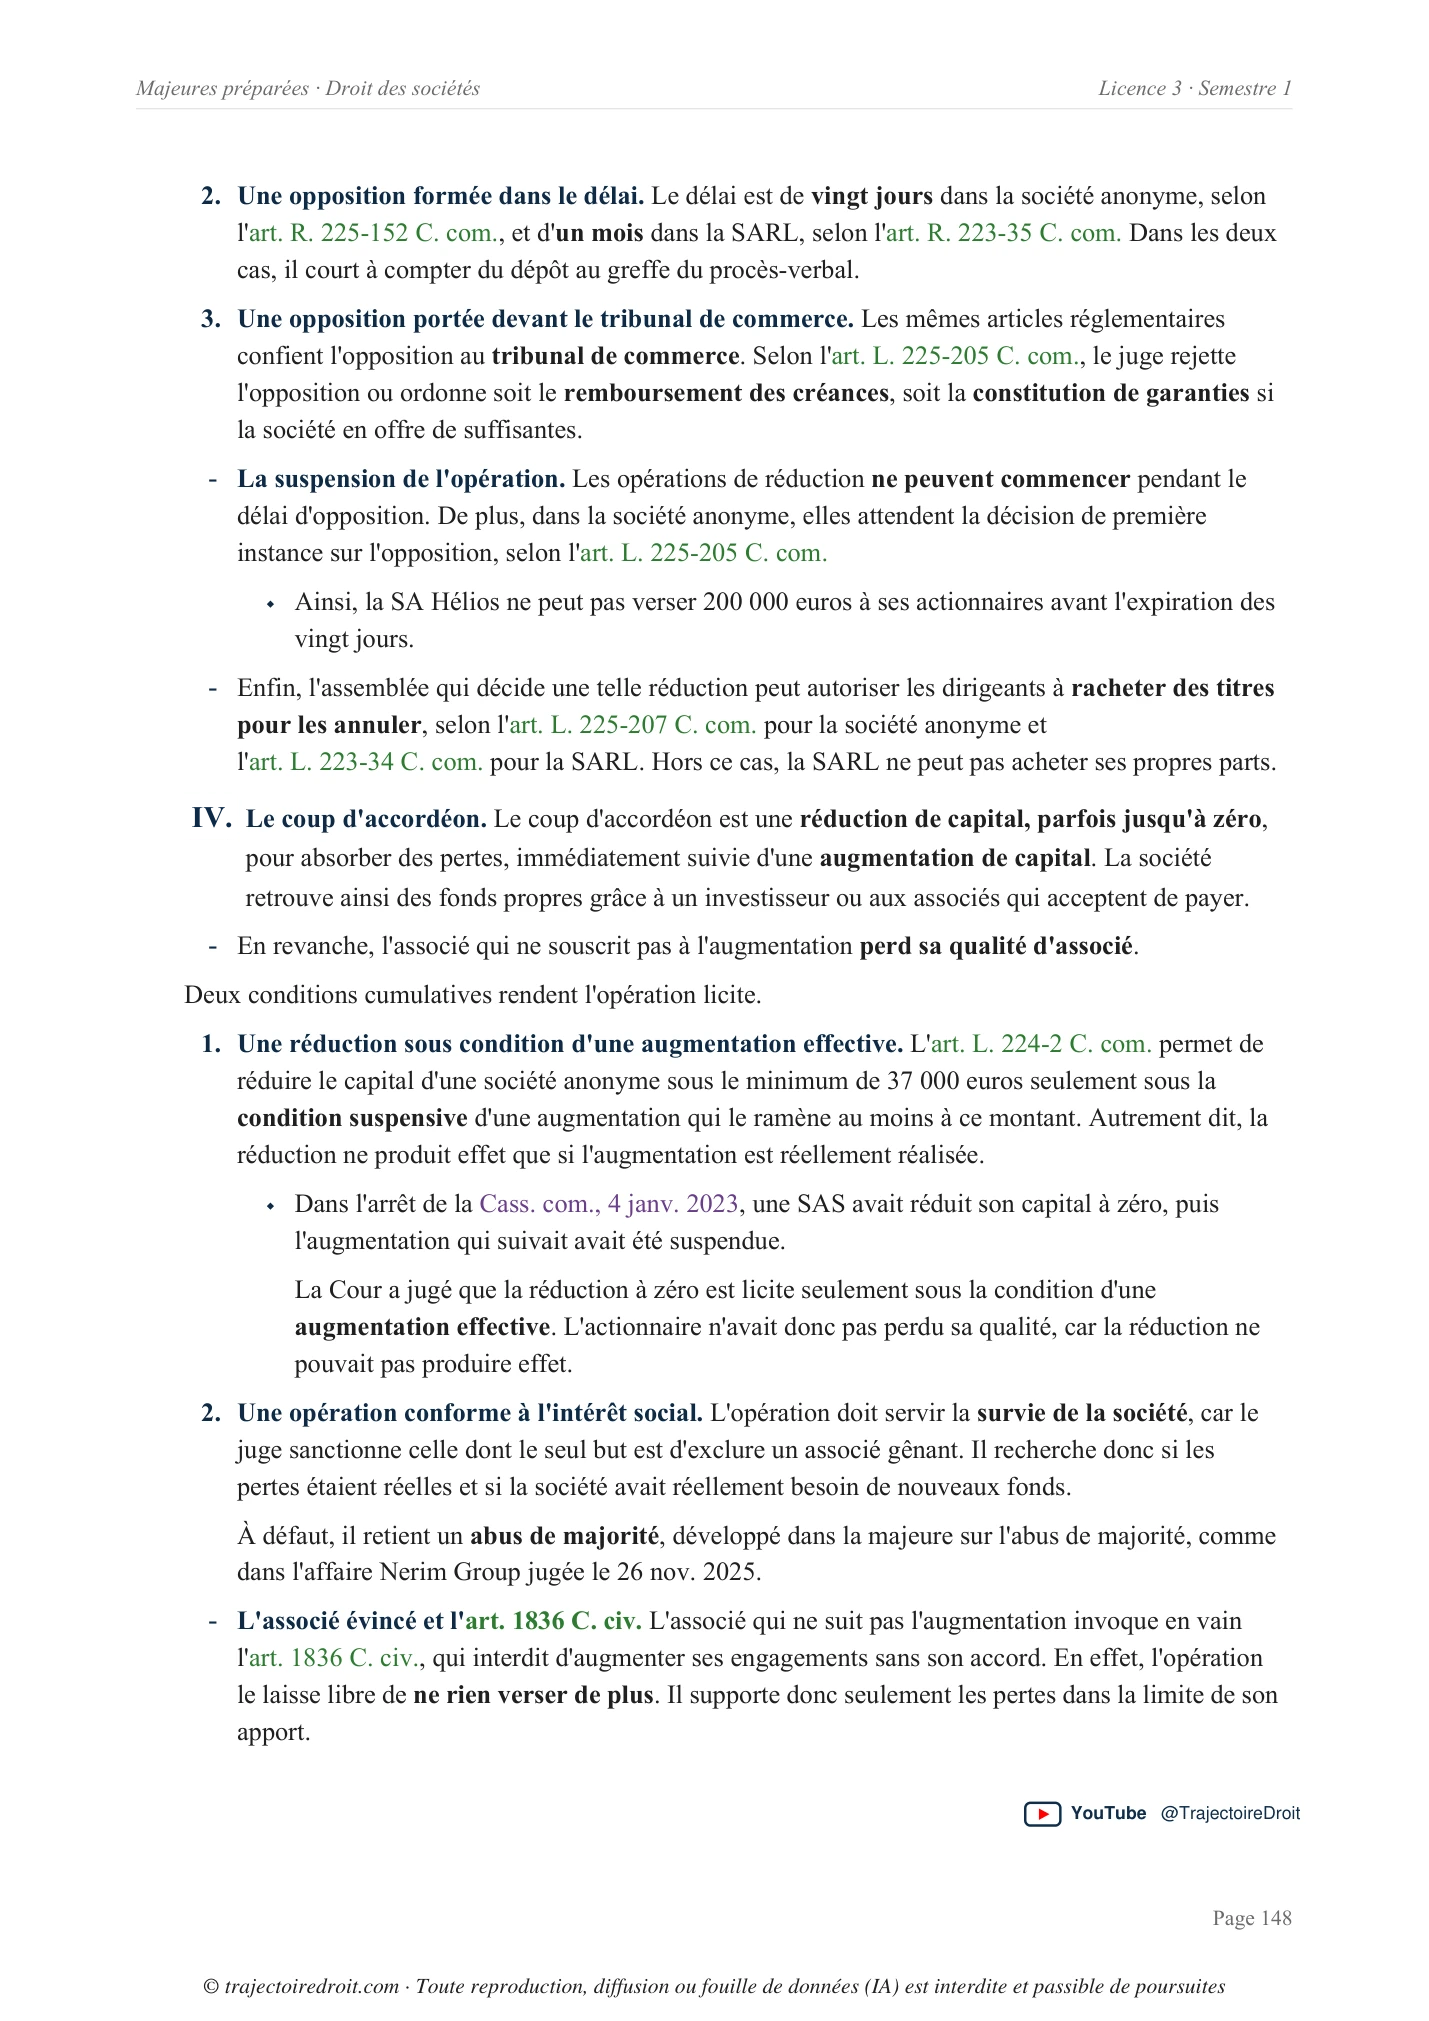 Majeures préparées · Droit des sociétés
Licence 3 · Semestre 1
2. Une opposition formée dans le délai. Le délai est de vingt jours dans la société anonyme, selon
l'art. R. 225-152 C. com., et d'un mois dans la SARL, selon l'art. R. 223-35 C. com. Dans les deux
cas, il court à compter du dépôt au greffe du procès-verbal.
3. Une opposition portée devant le tribunal de commerce. Les mêmes articles réglementaires
confient l'opposition au tribunal de commerce. Selon l'art. L. 225-205 C. com., le juge rejette
l'opposition ou ordonne soit le remboursement des créances, soit la constitution de garanties si
la société en offre de suffisantes.
- La suspension de l'opération. Les opérations de réduction ne peuvent commencer pendant le
délai d'opposition. De plus, dans la société anonyme, elles attendent la décision de première
instance sur l'opposition, selon l'art. L. 225-205 C. com.
⬩ Ainsi, la SA Hélios ne peut pas verser 200 000 euros à ses actionnaires avant l'expiration des
vingt jours.
- Enfin, l'assemblée qui décide une telle réduction peut autoriser les dirigeants à racheter des titres
pour les annuler, selon l'art. L. 225-207 C. com. pour la société anonyme et
l'art. L. 223-34 C. com. pour la SARL. Hors ce cas, la SARL ne peut pas acheter ses propres parts.
IV. Le coup d'accordéon. Le coup d'accordéon est une réduction de capital, parfois jusqu'à zéro,
pour absorber des pertes, immédiatement suivie d'une augmentation de capital. La société
retrouve ainsi des fonds propres grâce à un investisseur ou aux associés qui acceptent de payer.
- En revanche, l'associé qui ne souscrit pas à l'augmentation perd sa qualité d'associé.
Deux conditions cumulatives rendent l'opération licite.
1. Une réduction sous condition d'une augmentation effective. L'art. L. 224-2 C. com. permet de
réduire le capital d'une société anonyme sous le minimum de 37 000 euros seulement sous la
condition suspensive d'une augmentation qui le ramène au moins à ce montant. Autrement dit, la
réduction ne produit effet que si l'augmentation est réellement réalisée.
⬩ Dans l'arrêt de la Cass. com., 4 janv. 2023, une SAS avait réduit son capital à zéro, puis
l'augmentation qui suivait avait été suspendue.
La Cour a jugé que la réduction à zéro est licite seulement sous la condition d'une
augmentation effective. L'actionnaire n'avait donc pas perdu sa qualité, car la réduction ne
pouvait pas produire effet.
2. Une opération conforme à l'intérêt social. L'opération doit servir la survie de la société, car le
juge sanctionne celle dont le seul but est d'exclure un associé gênant. Il recherche donc si les
pertes étaient réelles et si la société avait réellement besoin de nouveaux fonds.
À défaut, il retient un abus de majorité, développé dans la majeure sur l'abus de majorité, comme
dans l'affaire Nerim Group jugée le 26 nov. 2025.
- L'associé évincé et l'art. 1836 C. civ. L'associé qui ne suit pas l'augmentation invoque en vain
l'art. 1836 C. civ., qui interdit d'augmenter ses engagements sans son accord. En effet, l'opération
le laisse libre de ne rien verser de plus. Il supporte donc seulement les pertes dans la limite de son
apport.
YouTube @TrajectoireDroit
Page 148
© trajectoiredroit.com · Toute reproduction, diffusion ou fouille de données (IA) est interdite et passible de poursuites